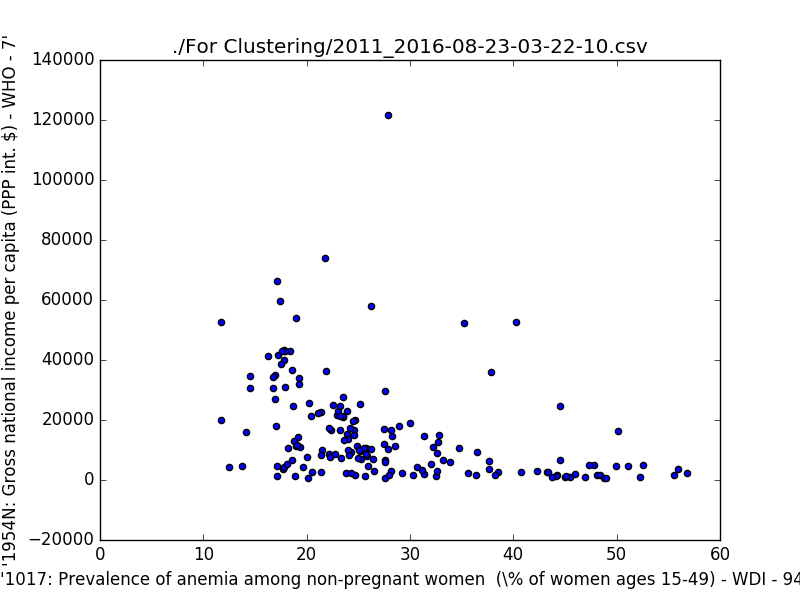 ./For Clustering/2011_2016-08-23-03-22-10.csv
'1954N: Gross national income per capita (PPP int. $) - WHO - 7'
140000
120000
100000
80000
60000
40000
20000
0
−20000
0 10 20 30 40 50 60
'1017: Prevalence of anemia among non-pregnant women (\% of women ages 15-49) - WDI - 94